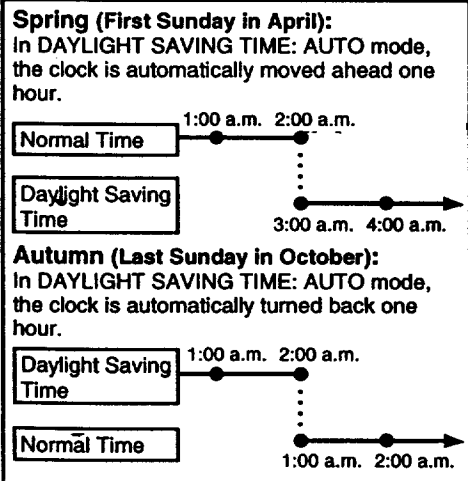 Spring (First Sunday in April):
In DAYLIGHT SAVING TIME: AUTO mode,
the clock is automatically moved ahead one
hour.
1:00 a.m. 2:00 a.m.
Normal Time
Daylight Saving
Time
3:00 a.m. 4:00 a.m.
Autumn (Last Sunday in October):
In DAYLIGHT SAVING TIME: AUTO mode,
the clock is automatically turned back one
hour.
1:00 a.m. 2:00 a.m.
Daylight Saving
Time
Normal Time
1:00 a.m. 2:00 a.m.